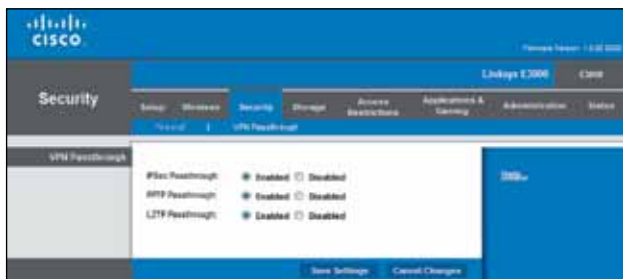 CISCO
Linksys E3000
Security
Setup Wireless Security Storage Access Restrictions Applications & Gaming Administration Status
Firewall | VPN Passthrough
VPN Passthrough
IPSec Passthrough: Enabled Disabled
PPTP Passthrough: Enabled Disabled
L2TP Passthrough: Enabled Disabled
Save Settings Cancel Changes